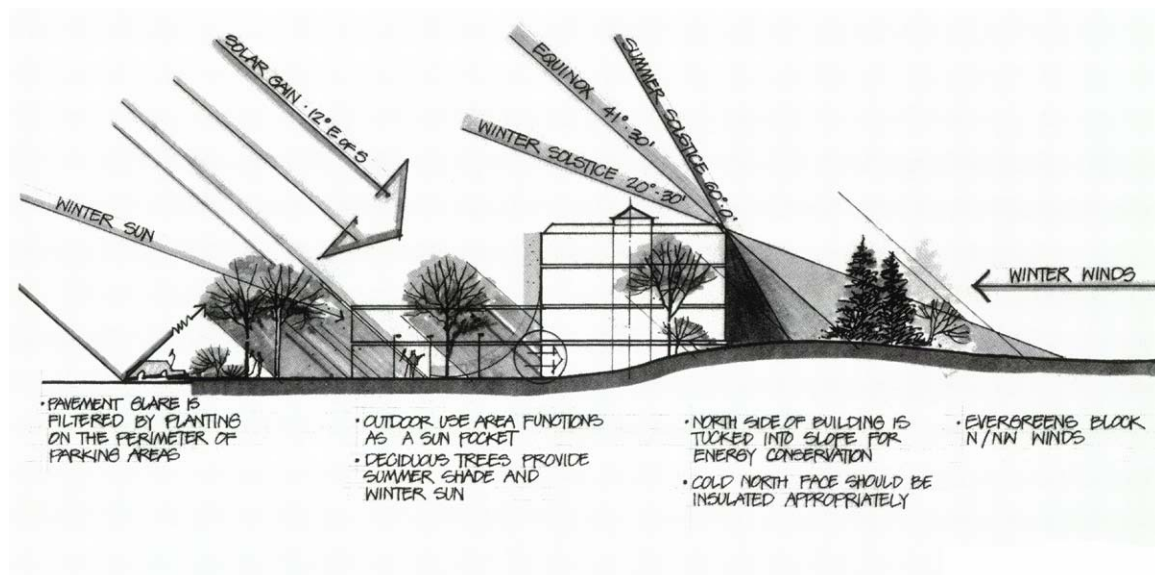 SOLAR GAIN · 12° E OF S
EQUINOX 41°-30'
SUMMER SOLSTICE 60°-0'
WINTER SOLSTICE 20°-30'
WINTER SUN
WINTER WINDS
· PAVEMENT GLARE IS
FILTERED BY PLANTING
ON THE PERIMETER OF
PARKING AREAS
· OUTDOOR USE AREA FUNCTIONS
AS A SUN POCKET
· DECIDUOUS TREES PROVIDE
SUMMER SHADE AND
WINTER SUN
· NORTH SIDE OF BUILDING IS
TUCKED INTO SLOPE FOR
ENERGY CONSERVATION
· COLD NORTH FACE SHOULD BE
INSULATED APPROPRIATELY
· EVERGREENS BLOCK
N/NW WINDS